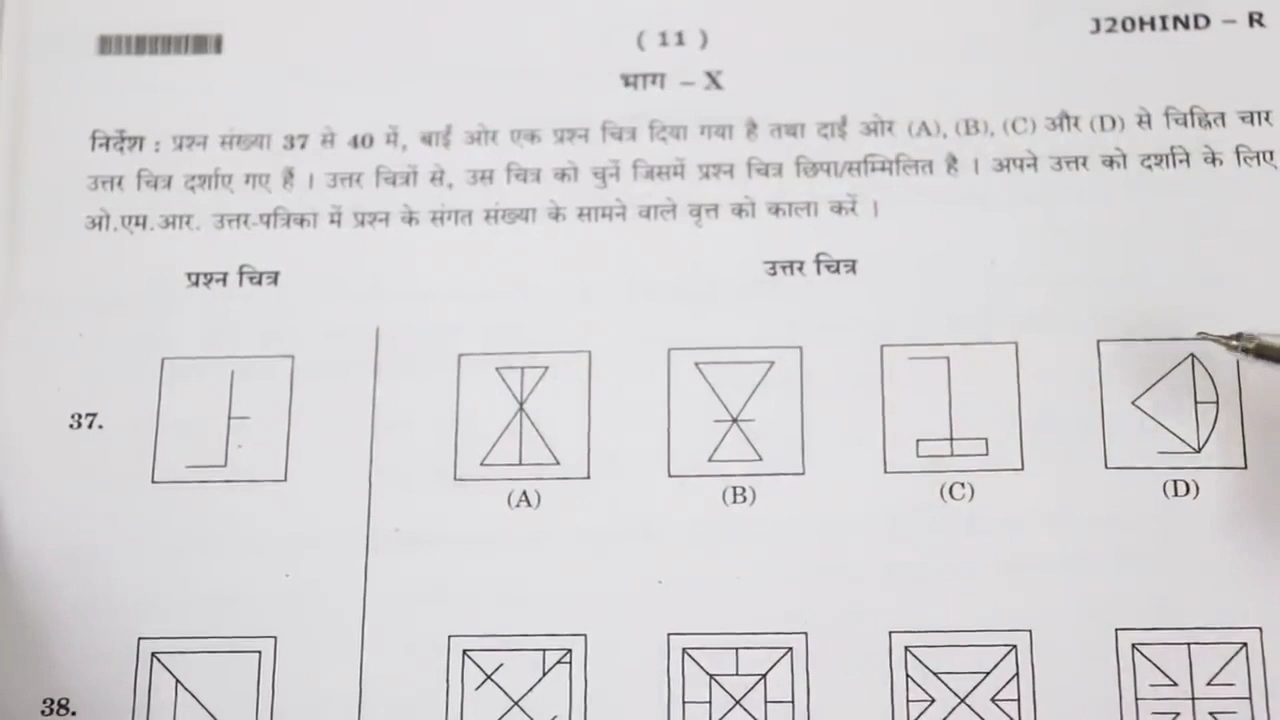 ( 11 )
J20HIND – R
भाग – X
निर्देश : प्रश्न संख्या 37 से 40 में, बाईं ओर एक प्रश्न चित्र दिया गया है तथा दाईं ओर (A), (B), (C) और (D) से चिह्नित चार
उत्तर चित्र दर्शाए गए हैं । उत्तर चित्रों से, उस चित्र को चुनें जिसमें प्रश्न चित्र छिपा/सम्मिलित है । अपने उत्तर को दर्शाने के लिए
ओ.एम.आर. उत्तर-पत्रिका में प्रश्न के संगत संख्या के सामने वाले वृत्त को काला करें ।
प्रश्न चित्र उत्तर चित्र
37.
(A) (B) (C) (D)
38.